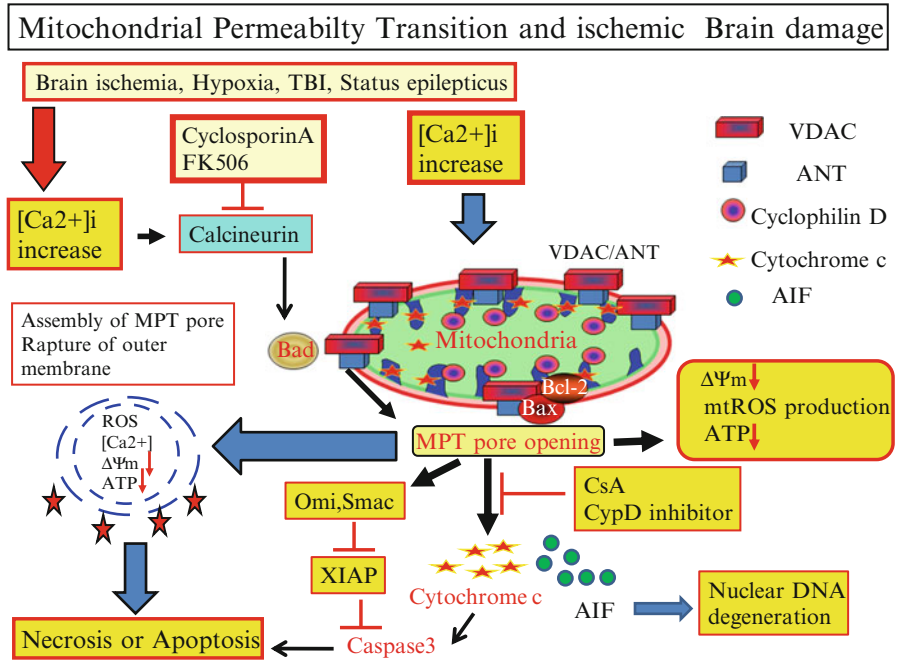 Mitochondrial Permeabilty Transition and ischemic Brain damage
Brain ischemia, Hypoxia, TBI, Status epilepticus
CyclosporinA
FK506
[Ca2+]i
increase
VDAC
ANT
Cyclophilin D
Cytochrome c
AIF
[Ca2+]i
increase
Calcineurin
VDAC/ANT
Assembly of MPT pore
Rapture of outer
membrane
Bad
Mitochondria
Bcl-2
Bax
ΔΨm
mtROS production
ATP
MPT pore opening
ROS
[Ca2+]
ΔΨm
ATP
Omi,Smac
CsA
CypD inhibitor
XIAP
Cytochrome c
AIF
Nuclear DNA
degeneration
Necrosis or Apoptosis
Caspase3